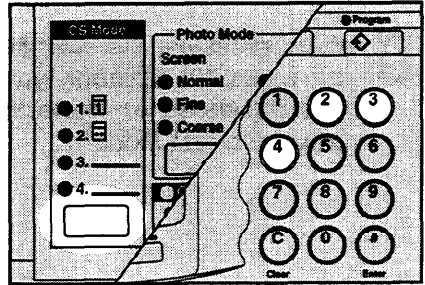 CS Mode
Photo Mode
Screen
Normal
Fine
Coarse
1.
2.
3.
4.
Program
1 2 3
4 5 6
7 8 9
C 0 #
Clear Enter